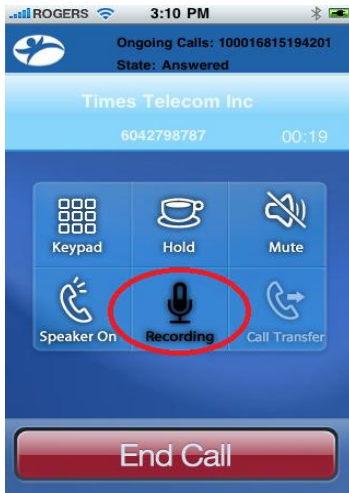 ROGERS 3:10 PM
Ongoing Calls: 100016815194201
State: Answered
Times Telecom Inc
6042798787 00:19
Keypad Hold Mute
Speaker On Recording Call Transfer
End Call